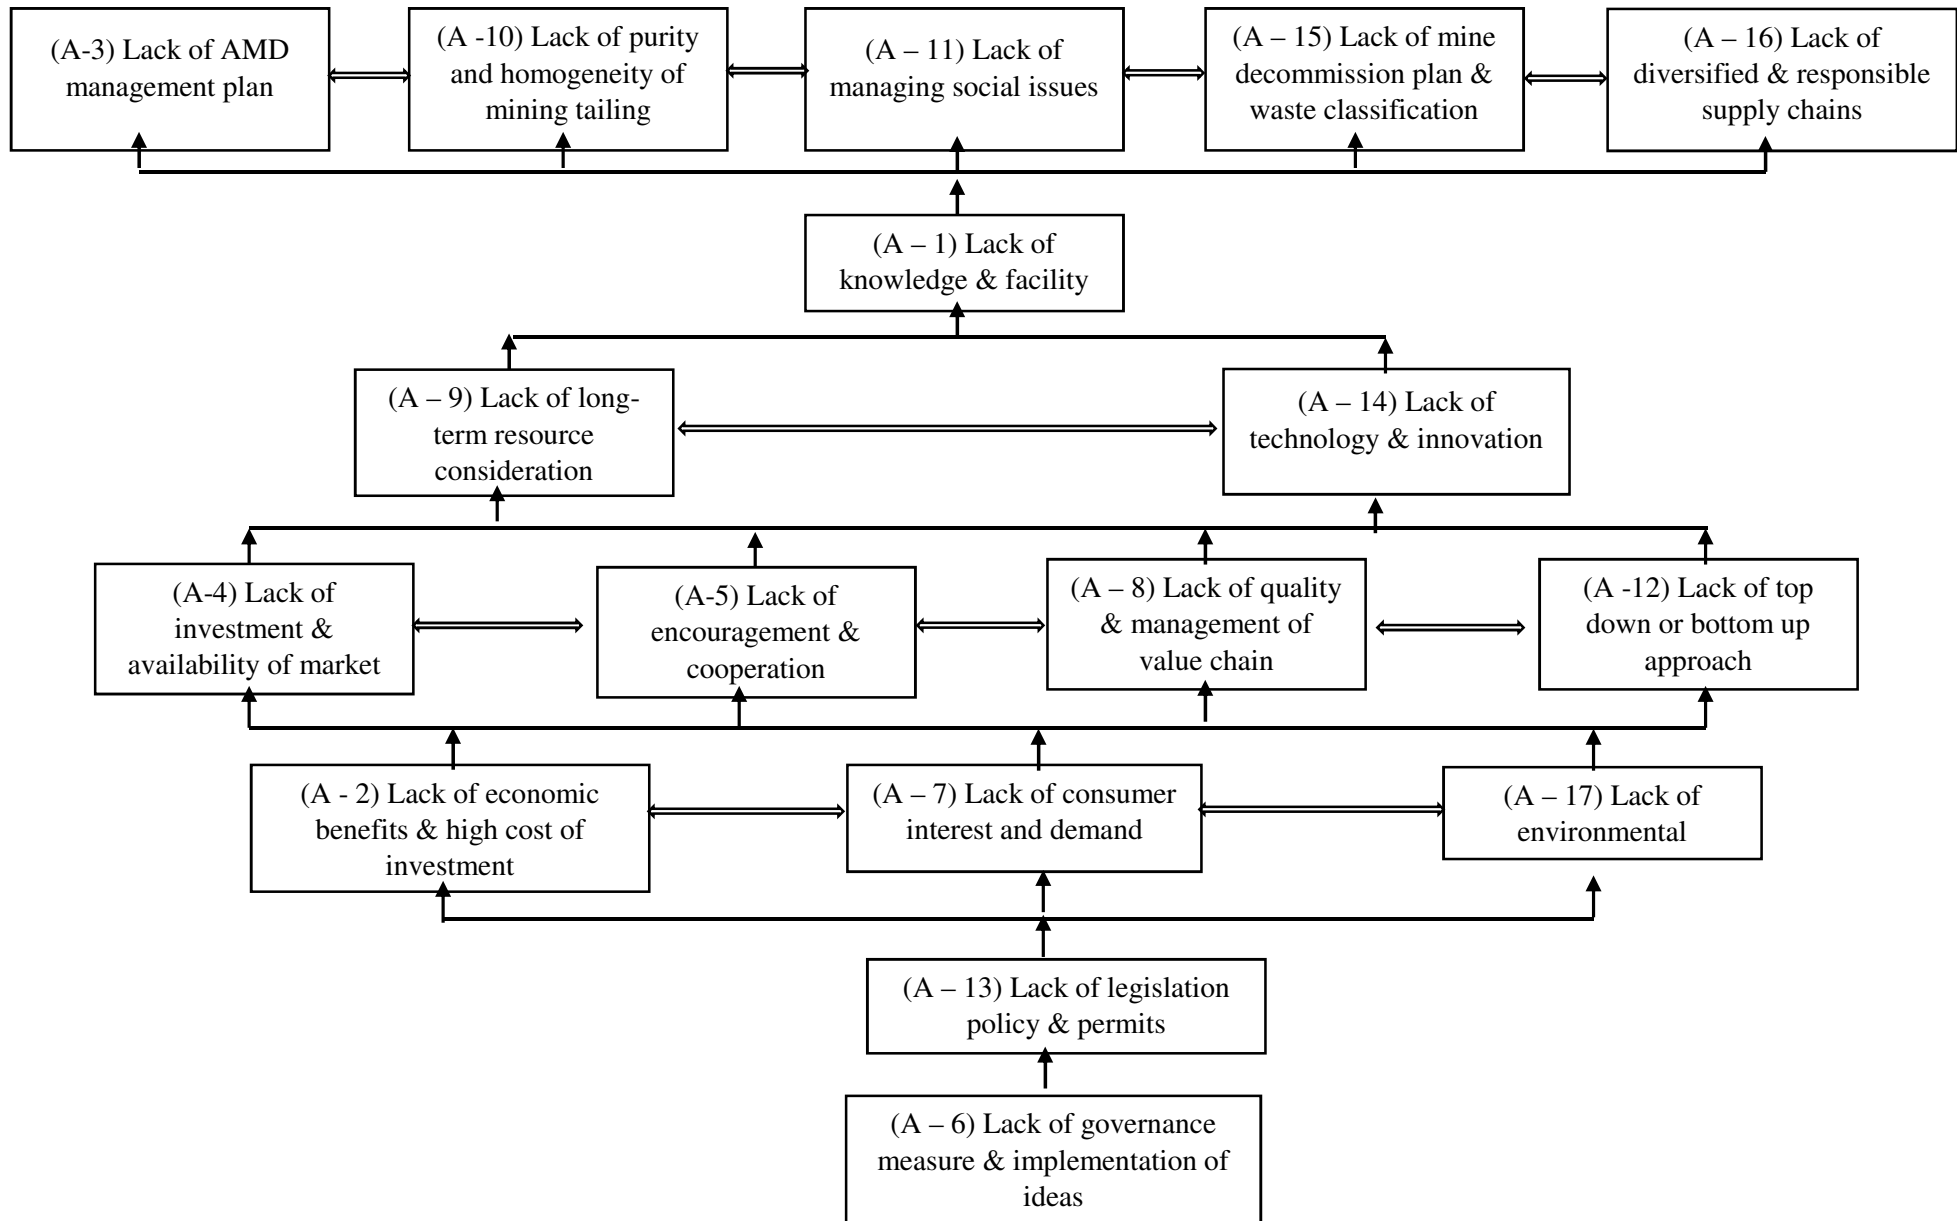 (A-3) Lack of AMD
management plan
(A -10) Lack of purity
and homogeneity of
mining tailing
(A – 11) Lack of
managing social issues
(A – 15) Lack of mine
decommission plan &
waste classification
(A – 16) Lack of
diversified & responsible
supply chains
(A – 1) Lack of
knowledge & facility
(A – 9) Lack of long-
term resource
consideration
(A – 14) Lack of
technology & innovation
(A-4) Lack of
investment &
availability of market
(A-5) Lack of
encouragement &
cooperation
(A – 8) Lack of quality
& management of
value chain
(A -12) Lack of top
down or bottom up
approach
(A - 2) Lack of economic
benefits & high cost of
investment
(A – 7) Lack of consumer
interest and demand
(A – 17) Lack of
environmental
(A – 13) Lack of legislation
policy & permits
(A – 6) Lack of governance
measure & implementation of
ideas